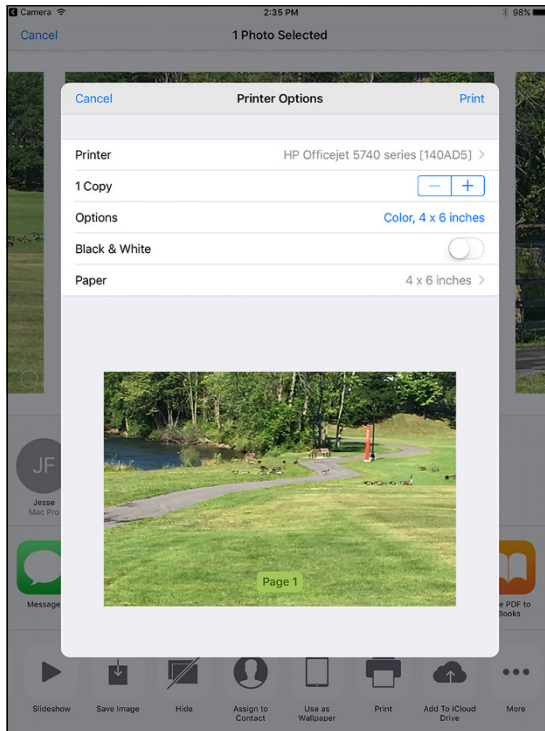 Camera 2:35 PM 98%
Cancel 1 Photo Selected
Cancel Printer Options Print
Printer HP Officejet 5740 series [140AD5]
1 Copy
Options Color, 4 x 6 inches
Black & White
Paper 4 x 6 inches
Page 1
JF
Jesse
Mac Pro
Message
e PDF to
Books
Slideshow
Save Image
Hide
Assign to
Contact
Use as
Wallpaper
Print
Add To iCloud
Drive
More